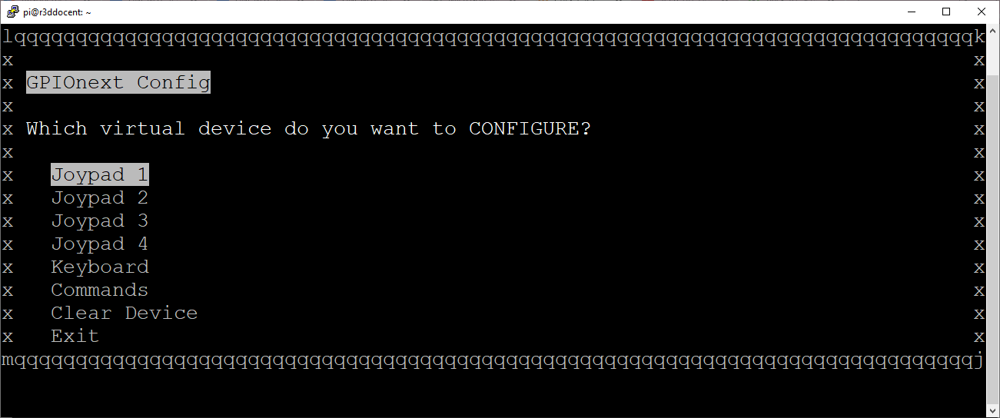 pi@r3ddocent: ~
lqqqqqqqqqqqqqqqqqqqqqqqqqqqqqqqqqqqqqqqqqqqqqqqqqqqqqqqqqqqqqqqqqqqqqqqqqqqqqqk
x x
x GPIOnext Config x
x x
x Which virtual device do you want to CONFIGURE? x
x x
x Joypad 1 x
x Joypad 2 x
x Joypad 3 x
x Joypad 4 x
x Keyboard x
x Commands x
x Clear Device x
x Exit x
mqqqqqqqqqqqqqqqqqqqqqqqqqqqqqqqqqqqqqqqqqqqqqqqqqqqqqqqqqqqqqqqqqqqqqqqqqqqqqqj